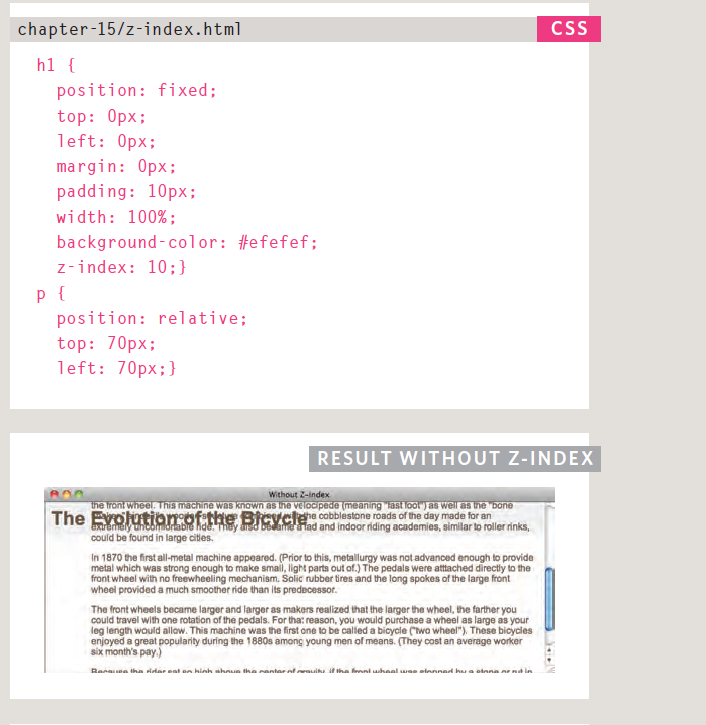 chapter-15/z-index.html
CSS
h1 {
position: fixed;
top: 0px;
left: 0px;
margin: 0px;
padding: 10px;
width: 100%;
background-color: #efefef;
z-index: 10;}
p {
position: relative;
top: 70px;
left: 70px;}
RESULT WITHOUT Z-INDEX
Without Z-Index
the front wheel. This machine was known as the velocipede (meaning "fast foot") as well as the "bone
The Evolution of the Bicycle
the cobblestone roads of the day made for an
extremely uncomfortable ride. They also became a fad and indoor riding academies, similar to roller rinks,
could be found in large cities.
In 1870 the first all-metal machine appeared. (Prior to this, metallurgy was not advanced enough to provide
metal which was strong enough to make small, light parts out of.) The pedals were atttached directly to the
front wheel with no freewheeling mechanism. Solid rubber tires and the long spokes of the large front
wheel provided a much smoother ride than its predecessor.
The front wheels became larger and larger as makers realized that the larger the wheel, the farther you
could travel with one rotation of the pedals. For that reason, you would purchase a wheel as large as your
leg length would allow. This machine was the first one to be called a bicycle ("two wheel"). These bicycles
enjoyed a great popularity during the 1880s among young men of means. (They cost an average worker
six month's pay.)
Because the rider sat so high above the center of gravity, if the front wheel was stopped by a stone or rut in